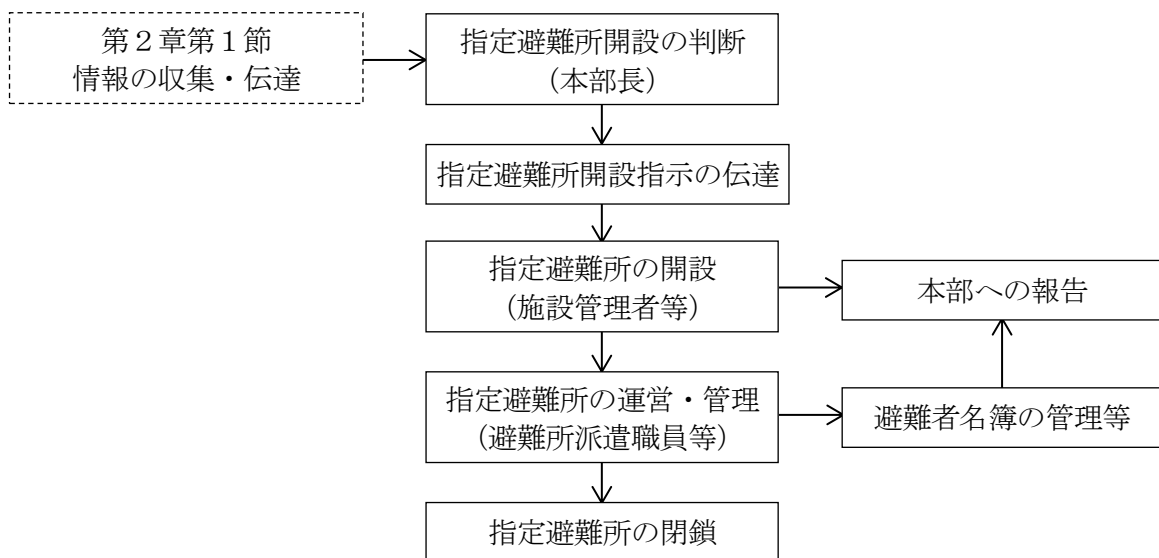 第２章第１節
情報の収集・伝達
指定避難所開設の判断
（本部長）
指定避難所開設指示の伝達
指定避難所の開設
（施設管理者等）
本部への報告
指定避難所の運営・管理
（避難所派遣職員等）
避難者名簿の管理等
指定避難所の閉鎖